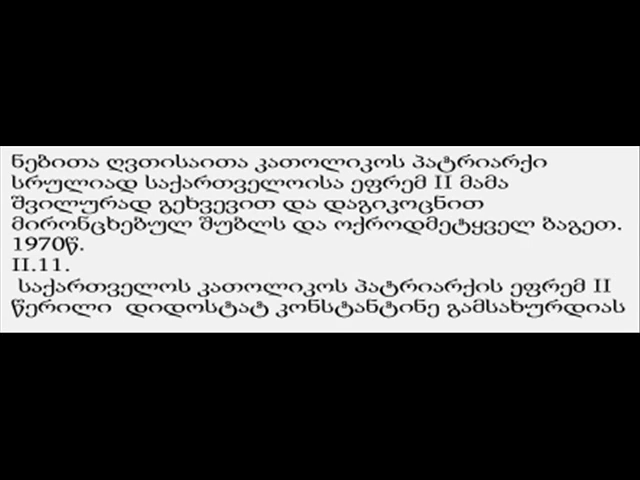 ნებითა ღვთისაითა კათოლიკოს პატრიარქი
სრულიად საქართველოისა ეფრემ II მამა
შვილურად გეხვევით და დაგიკოცნით
მირონცხებულ შუბლს და ოქროდმეტყველ ბაგეთ.
1970წ.
II.11.
საქართველოს კათოლიკოს პატრიარქის ეფრემ II
წერილი დიდოსტატ კონსტანტინე გამსახურდიას